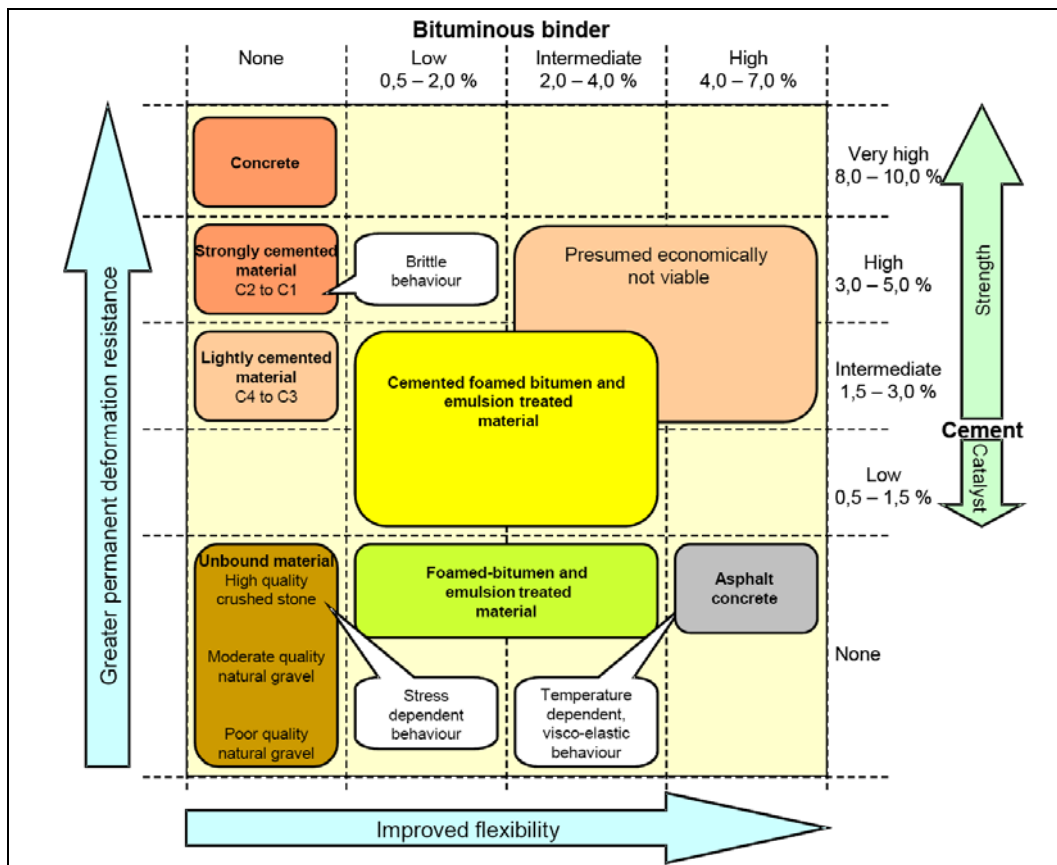 Bituminous binder
None
Low
0,5 – 2,0 %
Intermediate
2,0 – 4,0 %
High
4,0 – 7,0 %
Greater permanent deformation resistance
Concrete
Very high
8,0 – 10,0 %
Strongly cemented
material
C2 to C1
Brittle
behaviour
Presumed economically
not viable
High
3,0 – 5,0 %
Strength
Lightly cemented
material
C4 to C3
Cemented foamed bitumen and
emulsion treated
material
Intermediate
1,5 – 3,0 %
Cement
Low
0,5 – 1,5 %
Catalyst
Unbound material
High quality
crushed stone
Moderate quality
natural gravel
Poor quality
natural gravel
Foamed-bitumen and
emulsion treated
material
Asphalt
concrete
None
Stress
dependent
behaviour
Temperature
dependent,
visco-elastic
behaviour
Improved flexibility